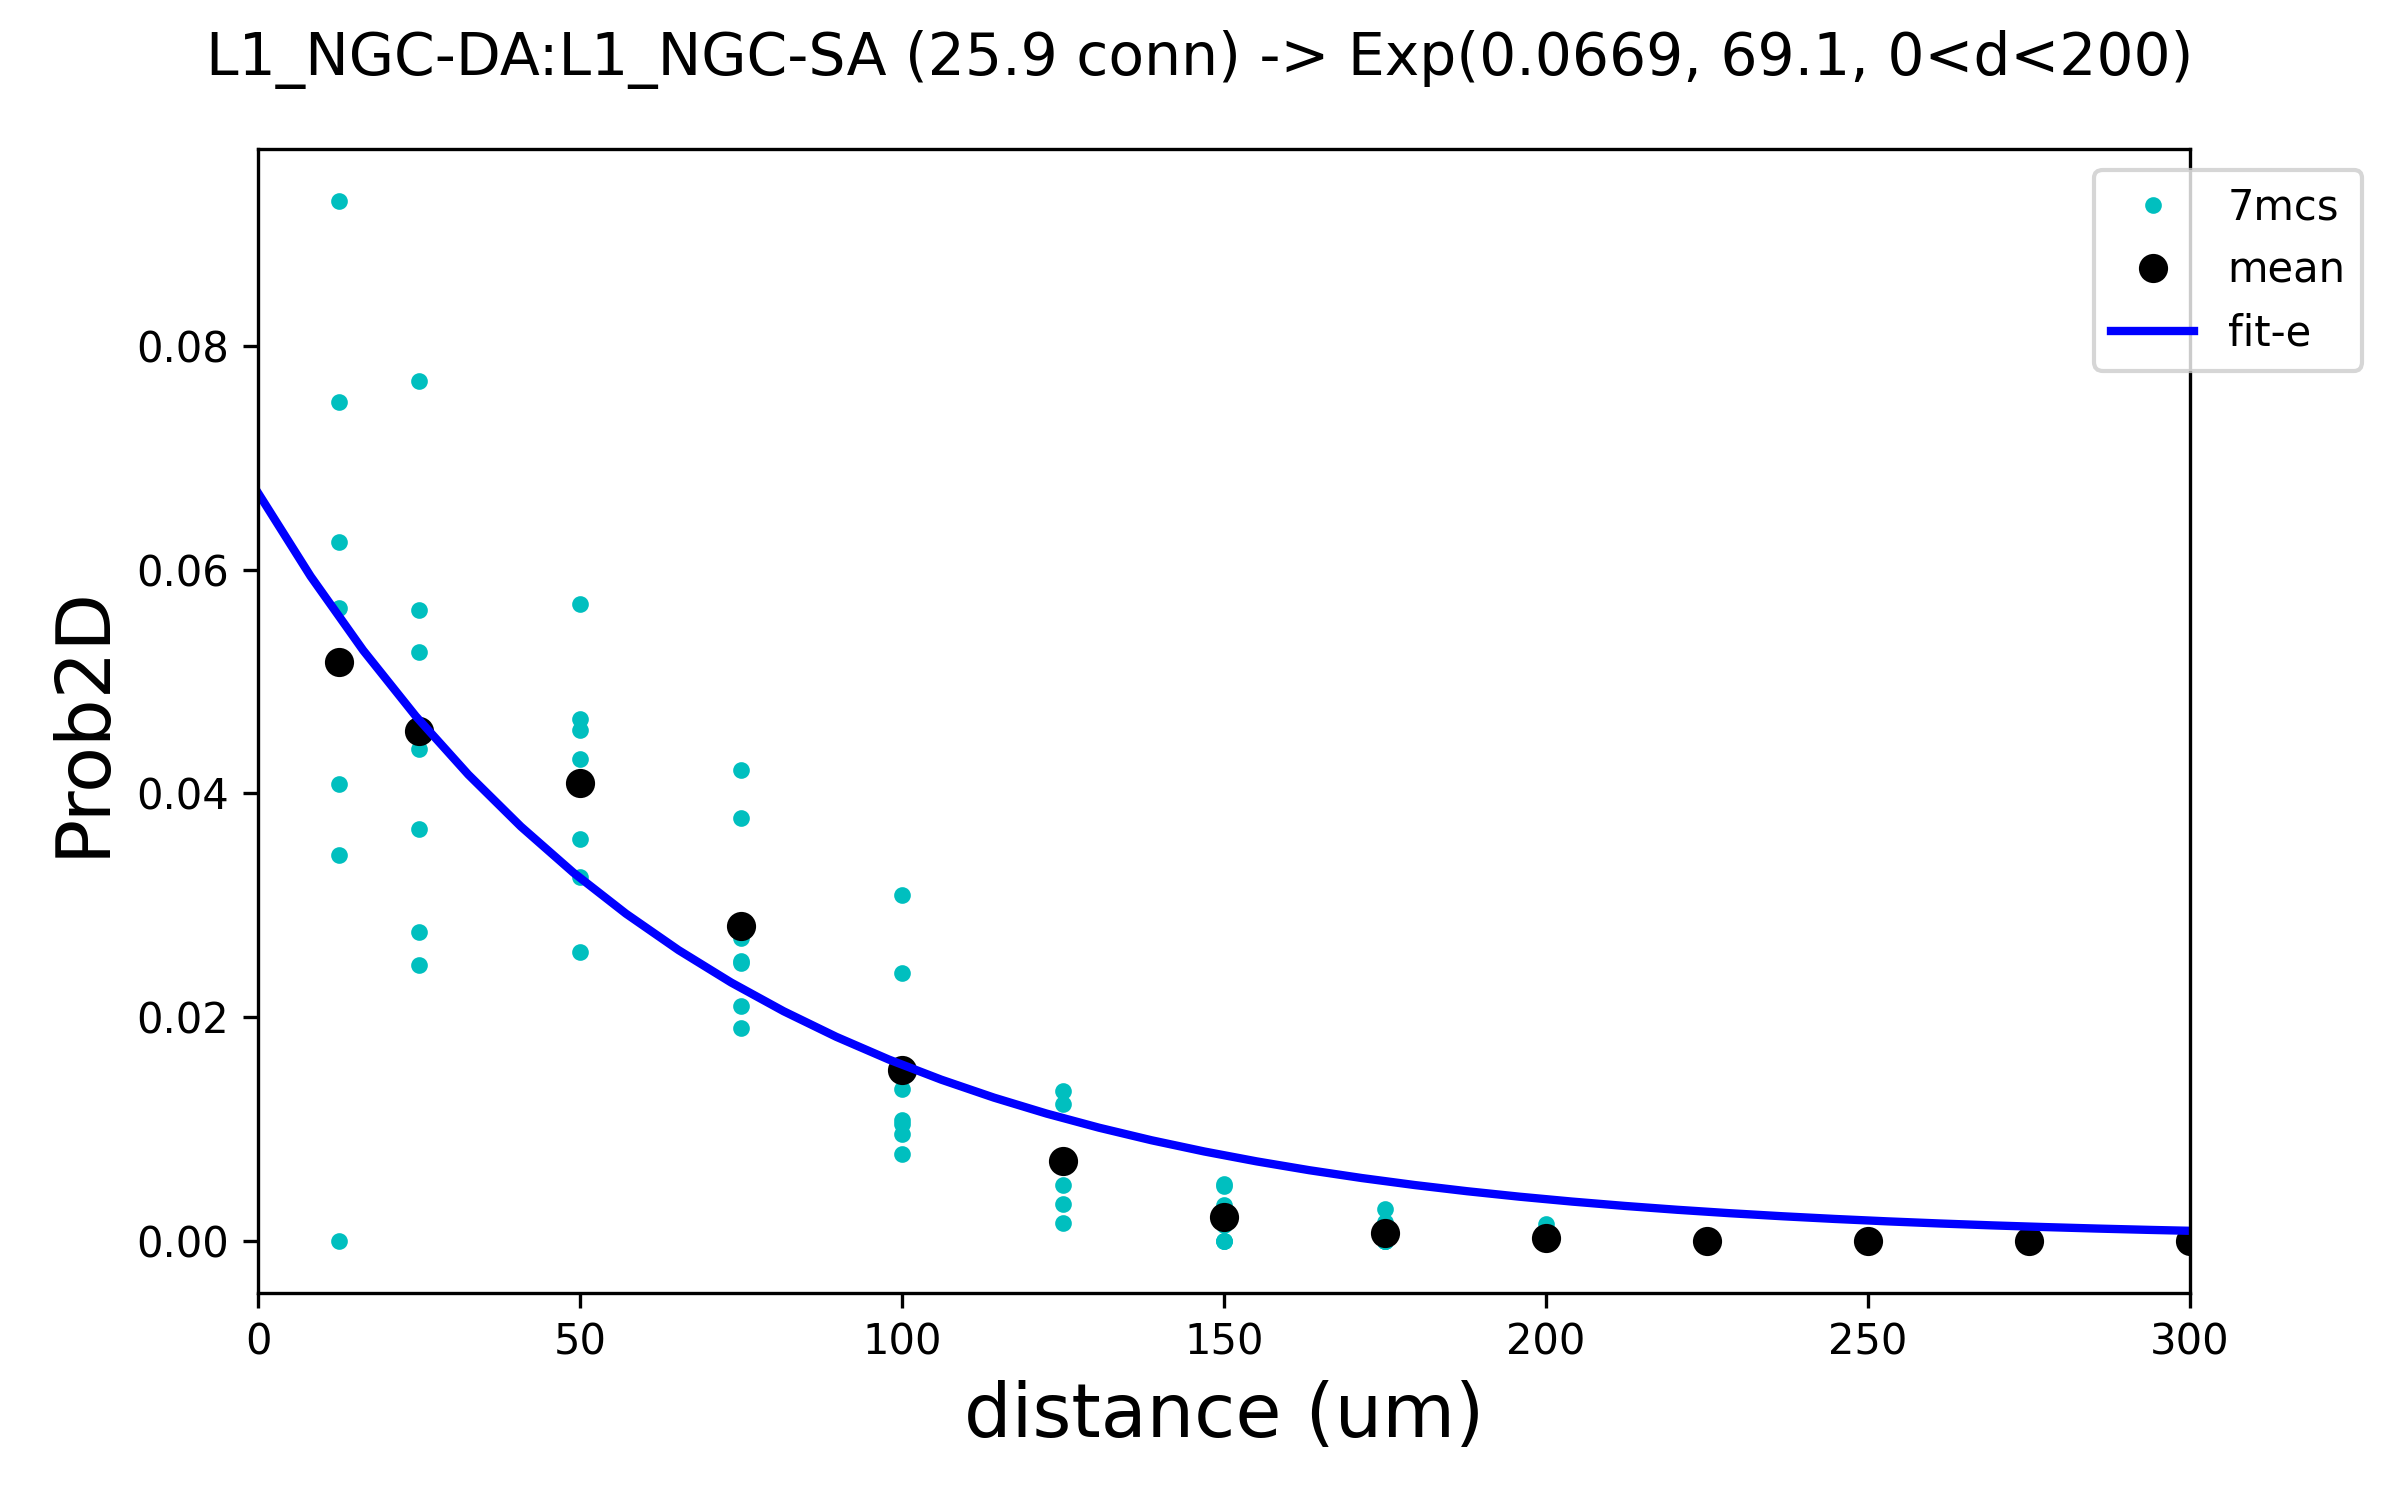 L1_NGC-DA:L1_NGC-SA (25.9 conn) -> Exp(0.0669, 69.1, 0<d<200)
7mcs
mean
fit-e
Prob2D
0.08
0.06
0.04
0.02
0.00
0 50 100 150 200 250 300
distance (um)